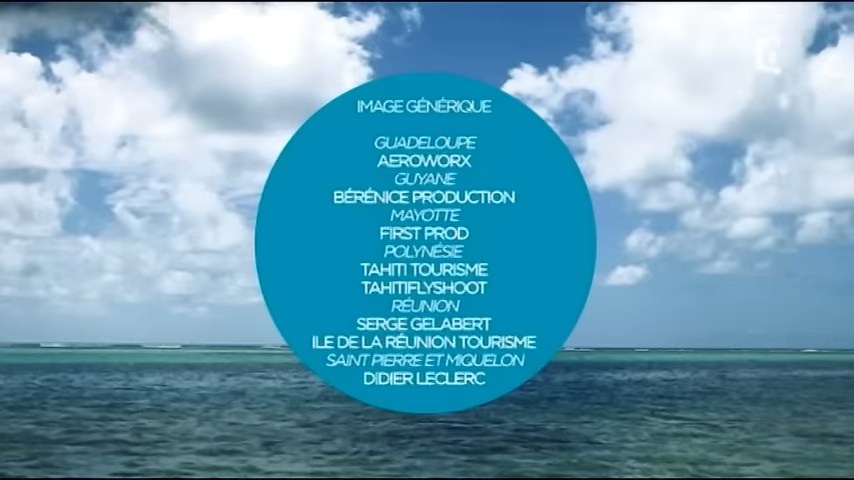 IMAGE GÉNÉRIQUE
GUADELOUPE
AEROWORX
GUYANE
BÉRÉNICE PRODUCTION
MAYOTTE
FIRST PROD
POLYNÉSIE
TAHITI TOURISME
TAHITIFLYSHOOT
RÉUNION
SERGE GELABERT
ILE DE LA RÉUNION TOURISME
SAINT PIERRE ET MIQUELON
DIDIER LECLERC